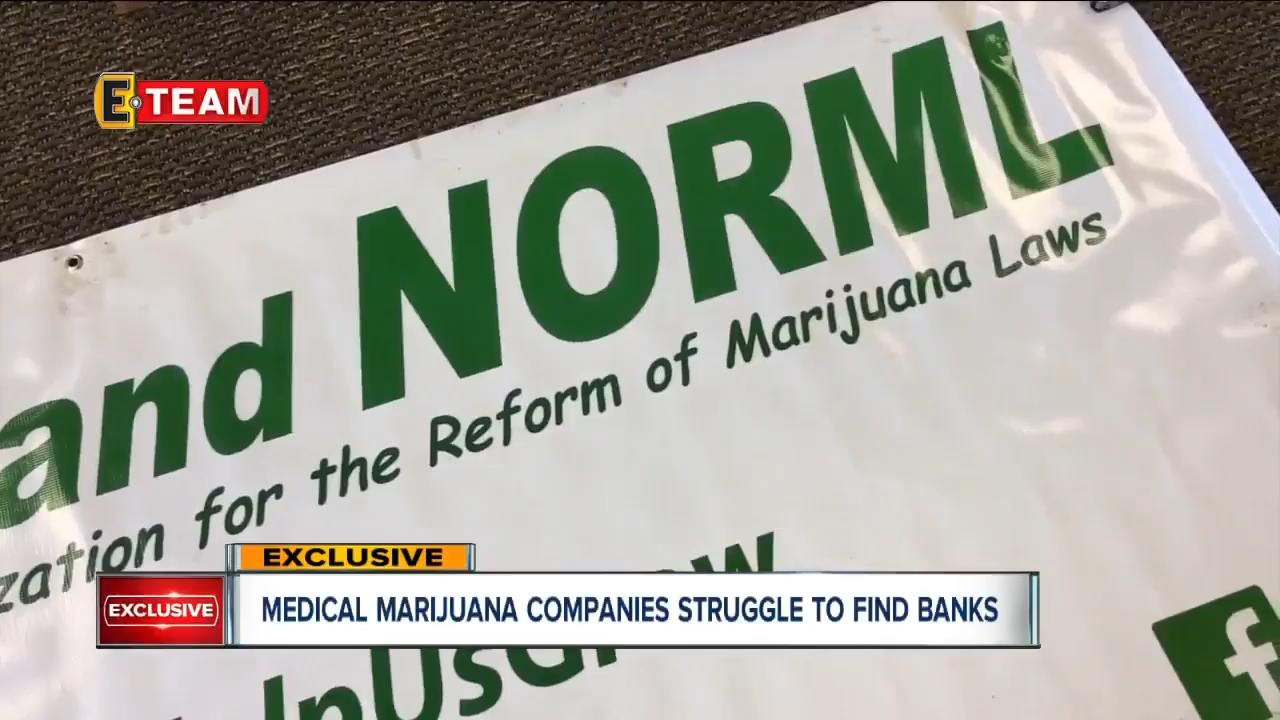 E TEAM
and NORML
zation for the Reform of Marijuana Laws
EXCLUSIVE
EXCLUSIVE
MEDICAL MARIJUANA COMPANIES STRUGGLE TO FIND BANKS
f